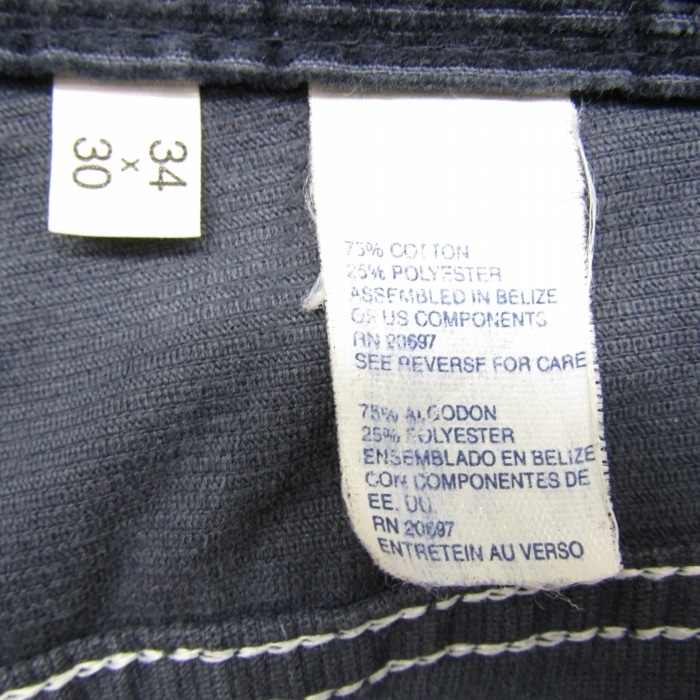 34
x
30
75% COTTON
25% POLYESTER
ASSEMBLED IN BELIZE
OF US COMPONENTS
RN 20697
SEE REVERSE FOR CARE
75% ALGODON
25% POLYESTER
ENSEMBLADO EN BELIZE
CON COMPONENTES DE
EE. UU.
RN 20697
ENTRETEIN AU VERSO